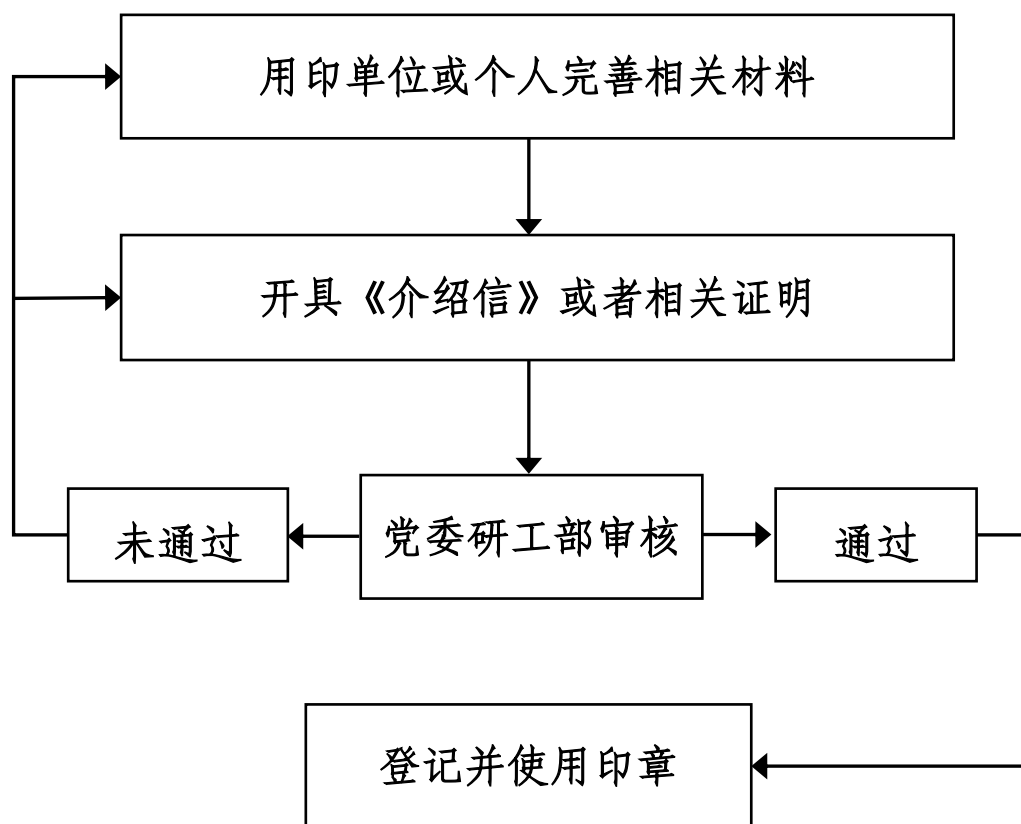 用印单位或个人完善相关材料
开具《介绍信》或者相关证明
未通过
党委研工部审核
通过
登记并使用印章